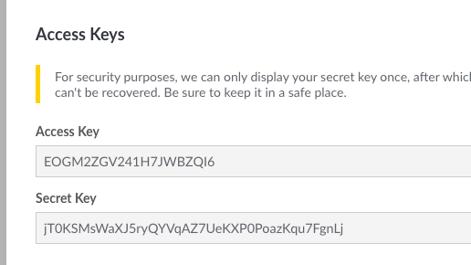 Access Keys
For security purposes, we can only display your secret key once, after which
can't be recovered. Be sure to keep it in a safe place.
Access Key
EOGM2ZGV241H7JWBZQI6
Secret Key
jT0KSMsWaXJ5ryQYVqAZ7UeKXP0PoazKqu7FgnLj